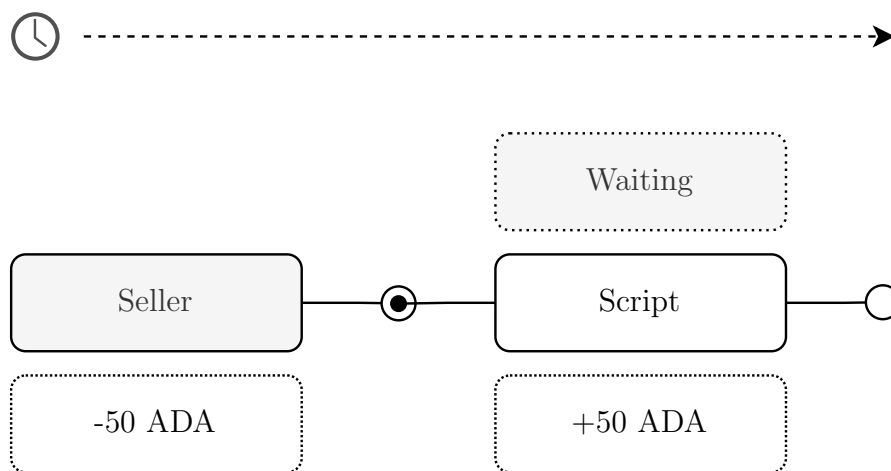 Waiting
Seller
Script
-50 ADA
+50 ADA